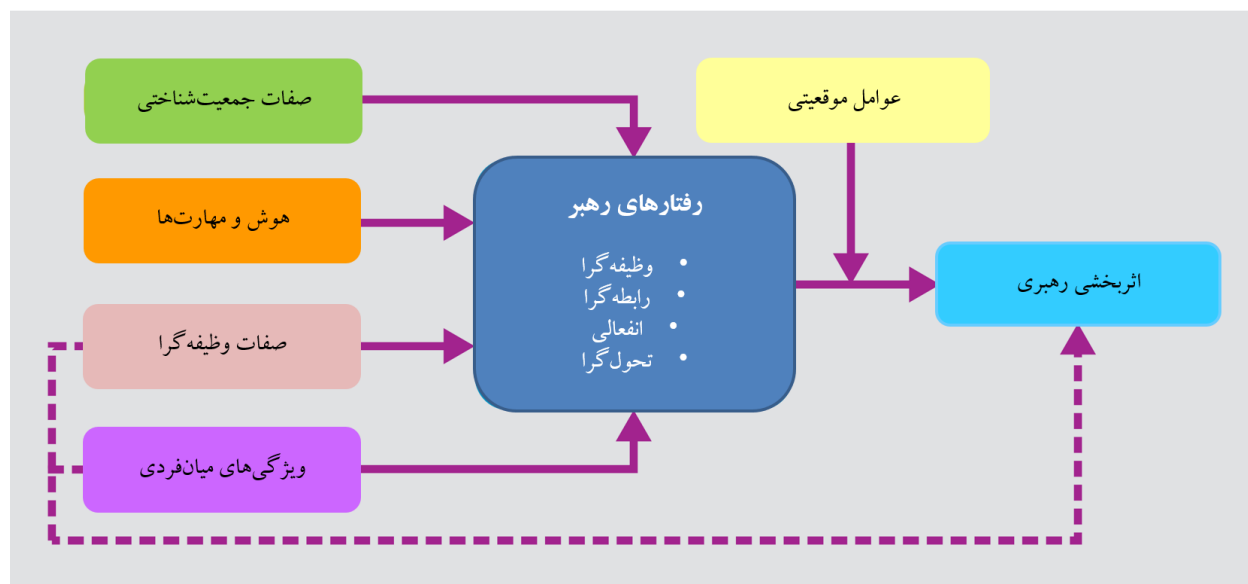 صفات جمعیت‌شناختی
عوامل موقعیتی
هوش و مهارت‌ها
رفتارهای رهبر
• وظیفه‌گرا
• رابطه‌گرا
• انفعالی
• تحول‌گرا
اثربخشی رهبری
صفات وظیفه‌گرا
ویژگی‌های میان‌فردی